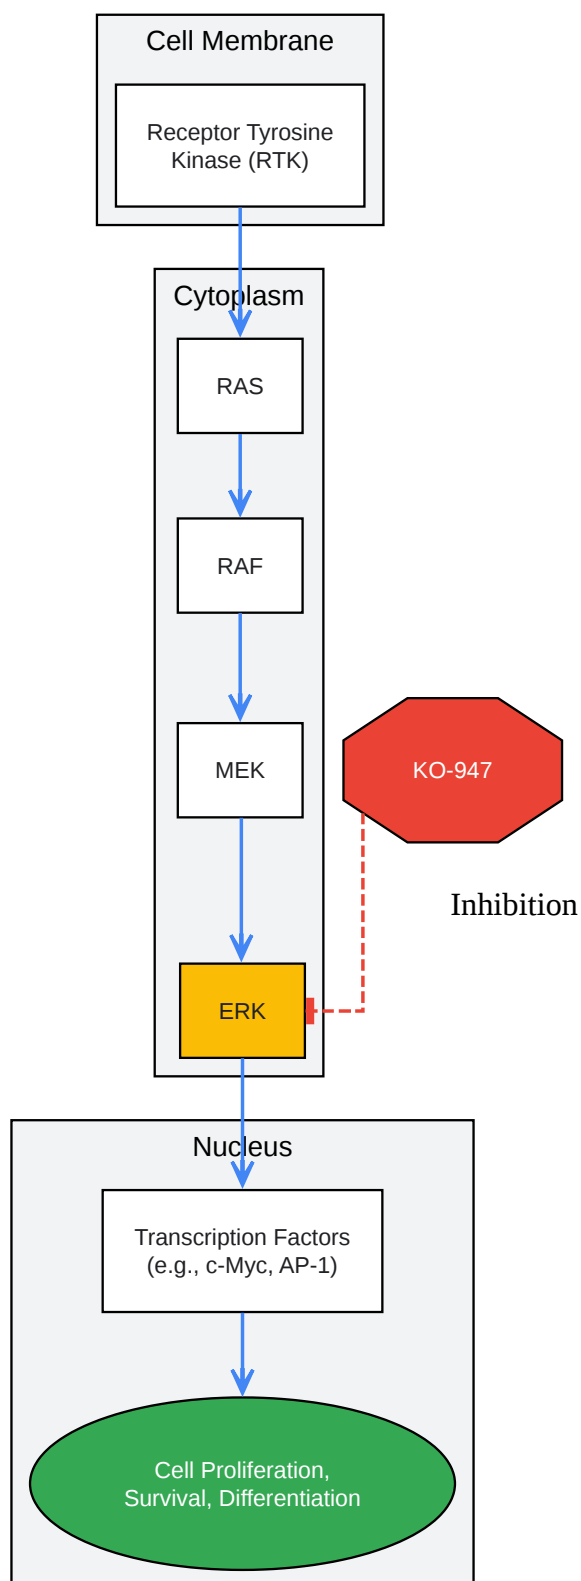 Cell Membrane
Receptor Tyrosine
Kinase (RTK)
Cytoplasm
RAS
RAF
MEK
KO-947
Inhibition
ERK
Nucleus
Transcription Factors
(e.g., c-Myc, AP-1)
Cell Proliferation,
Survival, Differentiation